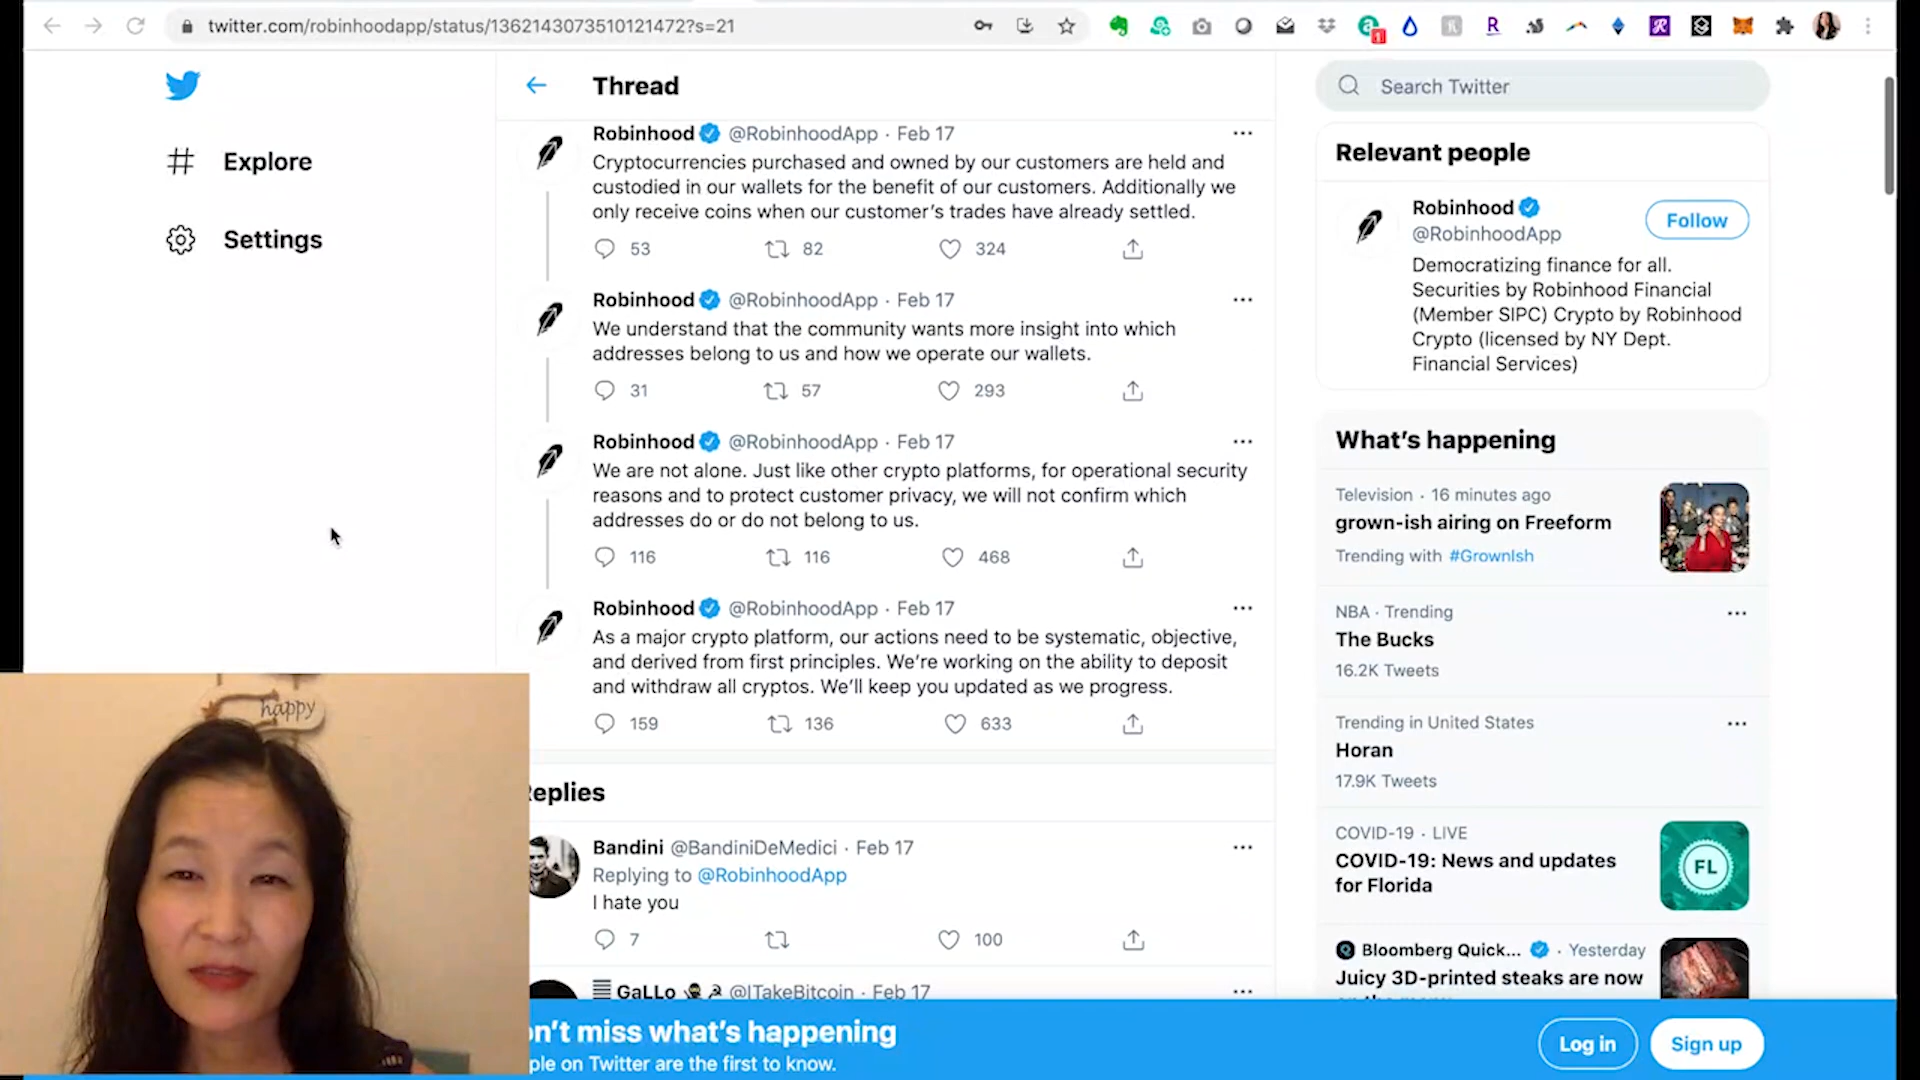 twitter.com/robinhoodapp/status/1362143073510121472?s=21
Explore
Settings
Thread
Robinhood @RobinhoodApp · Feb 17
Cryptocurrencies purchased and owned by our customers are held and
custodied in our wallets for the benefit of our customers. Additionally we
only receive coins when our customer's trades have already settled.
53 82 324
Robinhood @RobinhoodApp · Feb 17
We understand that the community wants more insight into which
addresses belong to us and how we operate our wallets.
31 57 293
Robinhood @RobinhoodApp · Feb 17
We are not alone. Just like other crypto platforms, for operational security
reasons and to protect customer privacy, we will not confirm which
addresses do or do not belong to us.
116 116 468
Robinhood @RobinhoodApp · Feb 17
As a major crypto platform, our actions need to be systematic, objective,
and derived from first principles. We're working on the ability to deposit
and withdraw all cryptos. We'll keep you updated as we progress.
159 136 633
eplies
Bandini @BandiniDeMedici · Feb 17
Replying to @RobinhoodApp
I hate you
7 100
GaLLo @ITakeBitcoin · Feb 17
Search Twitter
Relevant people
Robinhood
@RobinhoodApp
Follow
Democratizing finance for all.
Securities by Robinhood Financial
(Member SIPC) Crypto by Robinhood
Crypto (licensed by NY Dept.
Financial Services)
What's happening
Television · 16 minutes ago
grown-ish airing on Freeform
Trending with #GrownIsh
NBA · Trending
The Bucks
16.2K Tweets
Trending in United States
Horan
17.9K Tweets
COVID-19 · LIVE
COVID-19: News and updates
for Florida
FL
Bloomberg Quick... · Yesterday
Juicy 3D-printed steaks are now
happy
on't miss what's happening
ple on Twitter are the first to know.
Log in
Sign up